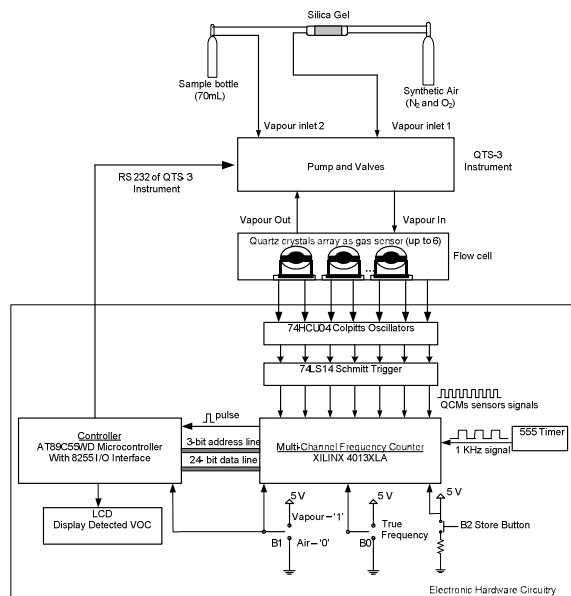 Silica Gel
Sample bottle
(70mL)
Synthetic Air
(N2 and O2)
Vapour inlet 2
Vapour inlet 1
RS 232 of QTS- 3
Instrument
Pump and Valves
QTS-3
Instrument
Vapour Out
Vapour In
Quartz crystals array as gas sensor (up to 6)
...
Flow cell
74HCU04 Colpitts Oscillators
74LS14 Schmitt Trigger
QCMs sensors signals
pulse
Controller
AT89C55WD Microcontroller
With 8255 I/O Interface
3-bit address line
24- bit data line
Multi-Channel Frequency Counter
XILINX 4013XLA
555 Timer
1 KHz signal
LCD
Display Detected VOC
5 V
Vapour – '1'
B1
Air – '0'
5 V
True
Frequency
B0
5 V
B2 Store Button
Electronic Hardware Circuitry